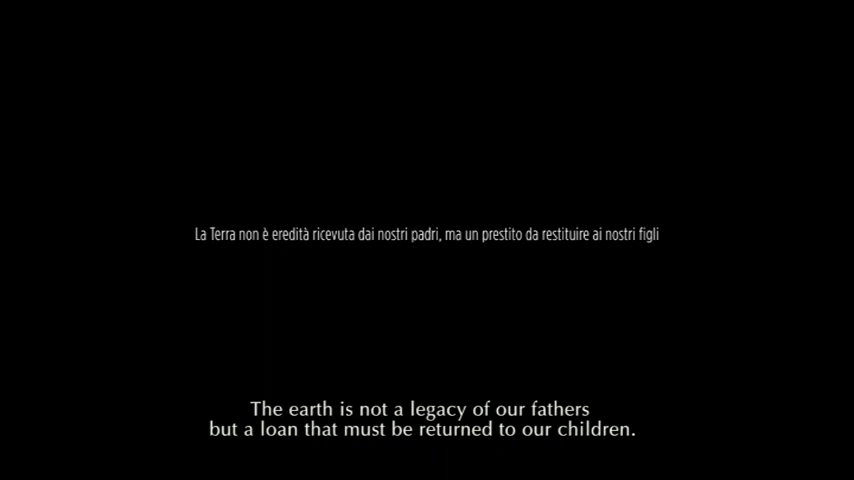 La Terra non è eredità ricevuta dai nostri padri, ma un prestito da restituire ai nostri figli
The earth is not a legacy of our fathers
but a loan that must be returned to our children.